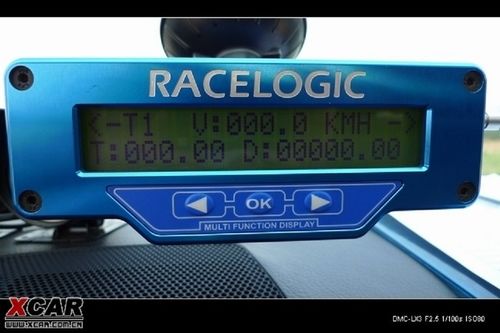 RACELOGIC
<-T1 V:000.0 KMH ->
T:000.00 D:00000.00
OK
MULTI FUNCTION DISPLAY
XCAR
WWW.XCAR.COM.CN
DMC-LX3 F2.5 1/100s ISO80